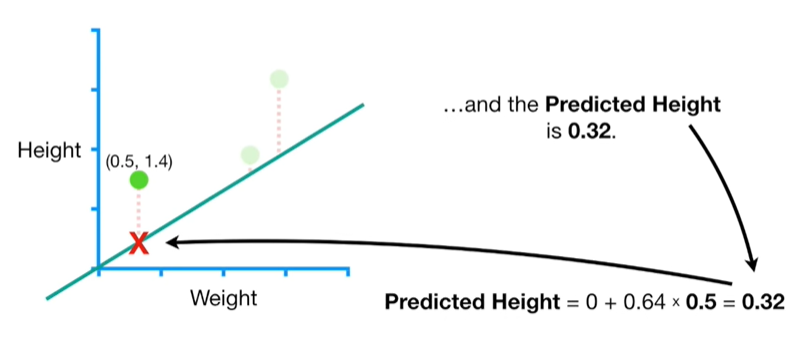 …and the Predicted Height
is 0.32.
Height
(0.5, 1.4)
X
Weight
Predicted Height = 0 + 0.64 × 0.5 = 0.32